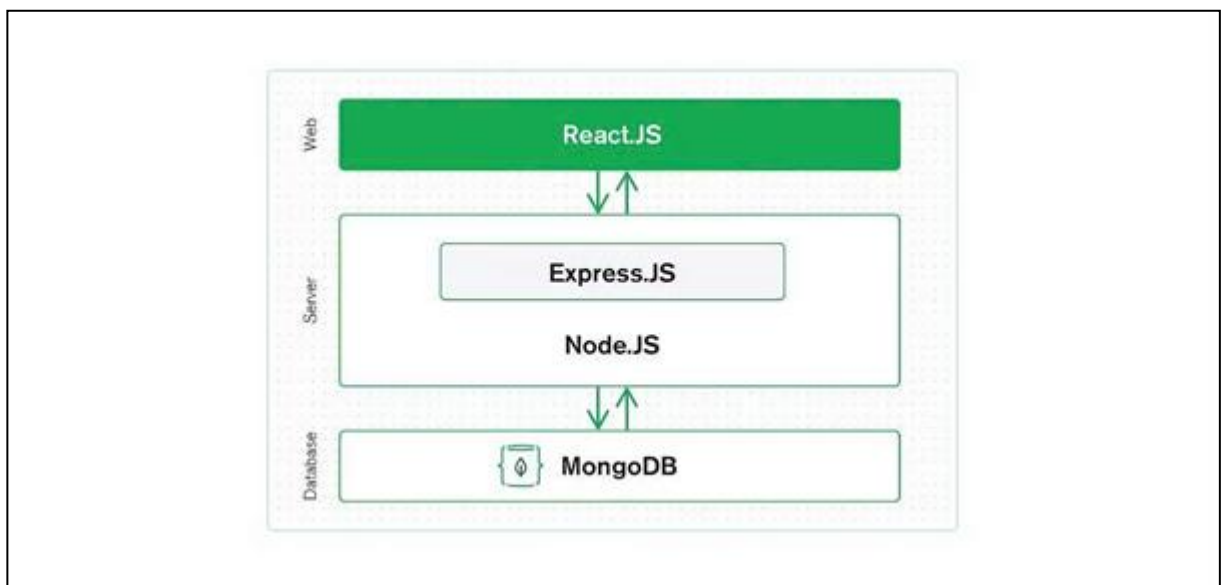 Web
React.JS
Server
Express.JS
Node.JS
Database
MongoDB